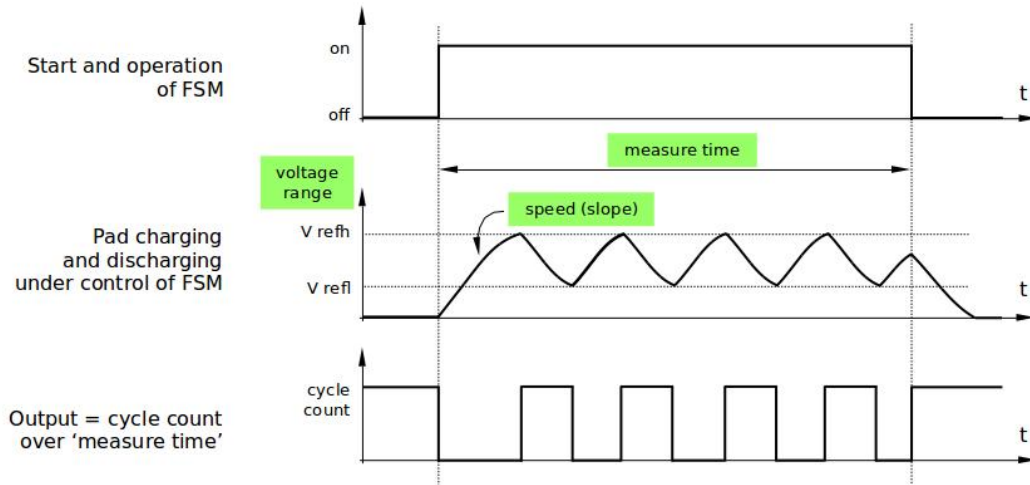 on
Start and operation
of FSM
off
t
measure time
voltage
range
speed (slope)
V refh
Pad charging
and discharging
under control of FSM
V refl
t
cycle
count
Output = cycle count
over ‘measure time’
t